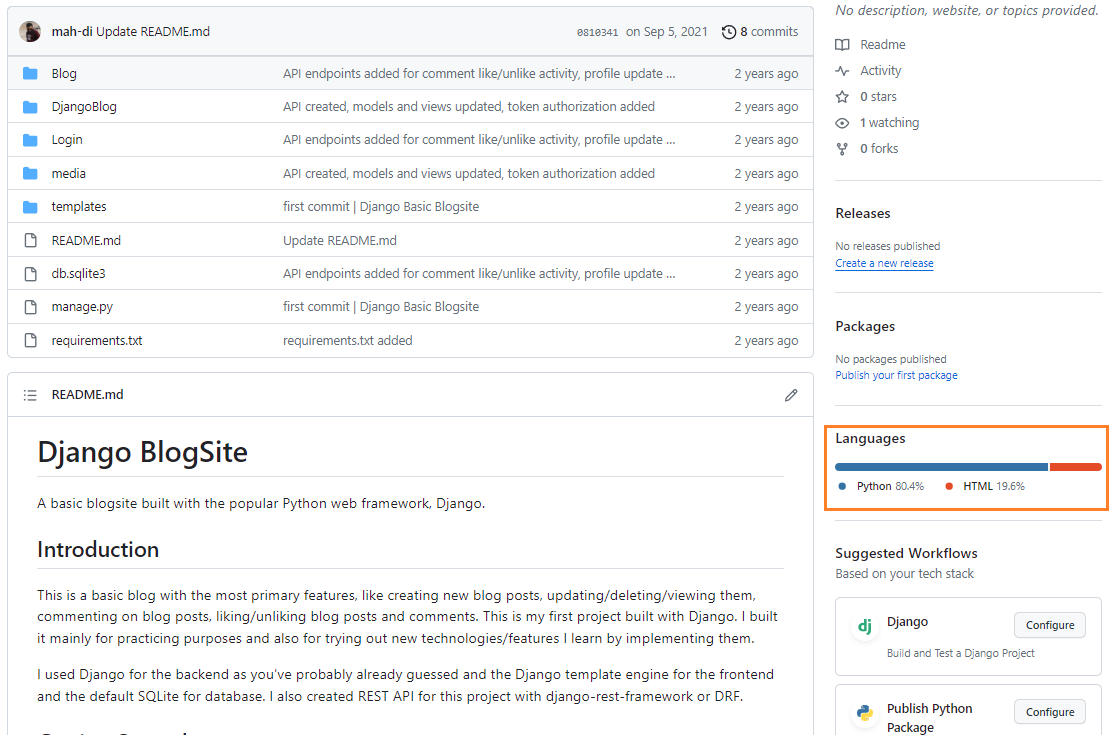 No description, website, or topics provided.
mah-di Update README.md 0810341 on Sep 5, 2021 8 commits
Blog API endpoints added for comment like/unlike activity, profile update ... 2 years ago
DjangoBlog API created, models and views updated, token authorization added 2 years ago
Login API endpoints added for comment like/unlike activity, profile update ... 2 years ago
media API created, models and views updated, token authorization added 2 years ago
templates first commit | Django Basic Blogsite 2 years ago
README.md Update README.md 2 years ago
db.sqlite3 API endpoints added for comment like/unlike activity, profile update ... 2 years ago
manage.py first commit | Django Basic Blogsite 2 years ago
requirements.txt requirements.txt added 2 years ago
README.md
Django BlogSite
A basic blogsite built with the popular Python web framework, Django.
Introduction
This is a basic blog with the most primary features, like creating new blog posts, updating/deleting/viewing them,
commenting on blog posts, liking/unliking blog posts and comments. This is my first project built with Django. I built
it mainly for practicing purposes and also for trying out new technologies/features I learn by implementing them.
I used Django for the backend as you've probably already guessed and the Django template engine for the frontend
and the default SQLite for database. I also created REST API for this project with django-rest-framework or DRF.
Readme
Activity
0 stars
1 watching
0 forks
Releases
No releases published
Create a new release
Packages
No packages published
Publish your first package
Languages
Python 80.4% HTML 19.6%
Suggested Workflows
Based on your tech stack
dj Django Configure
Build and Test a Django Project
Publish Python Configure
Package